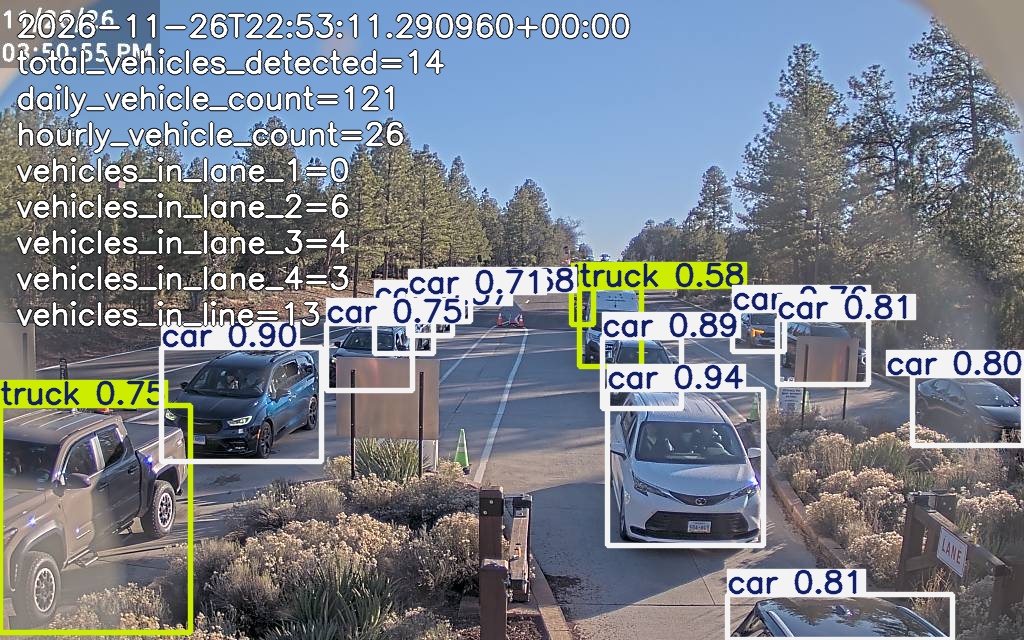 11/26/26
2026-11-26T22:53:11.290960+00:00
03:50:55 PM
total_vehicles_detected=14
daily_vehicle_count=121
hourly_vehicle_count=26
vehicles_in_lane_1=0
vehicles_in_lane_2=6
vehicles_in_lane_3=4
vehicles_in_lane_4=3
vehicles_in_line=13
car 0.71
truck 0.58
car 0.75
car 0.81
car 0.90
car 0.89
car 0.94
car 0.80
truck 0.75
LANE
car 0.81